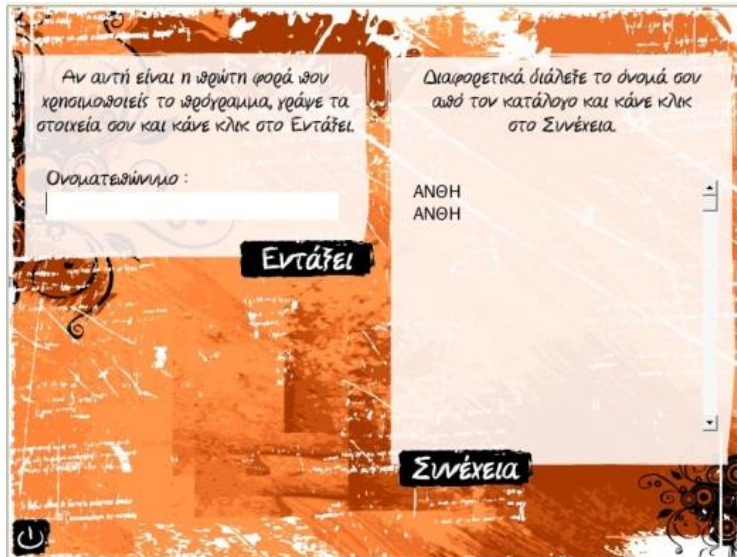 Αν αυτή είναι η πρώτη φορά που
χρησιμοποιείς το πρόγραμμα, γράψε τα
στοιχεία σου και κάνε κλικ στο Εντάξει.
Ονοματεπώνυμο :
Εντάξει
Διαφορετικά διάλεξε το όνομά σου
από τον κατάλογο και κάνε κλικ
στο Συνέχεια.
ΑΝΘΗ
ΑΝΘΗ
Συνέχεια